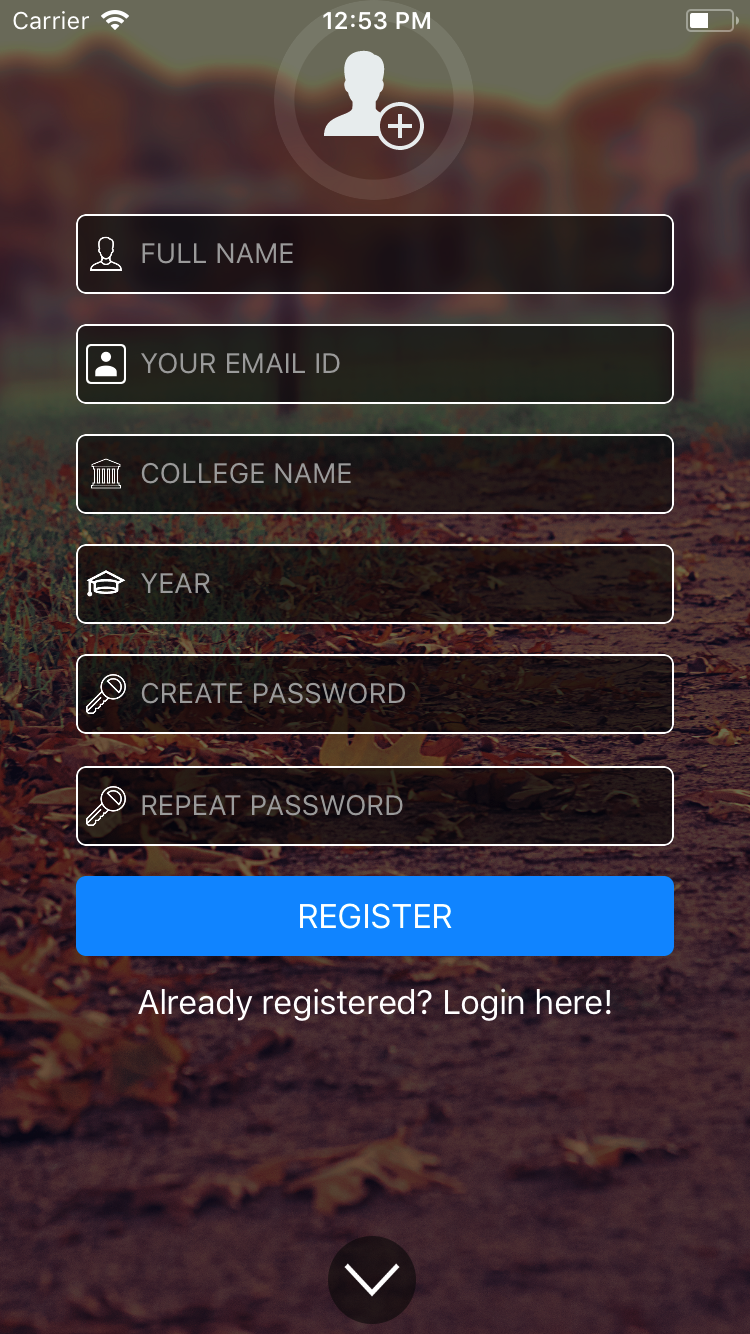 Carrier 12:53 PM
FULL NAME
YOUR EMAIL ID
COLLEGE NAME
YEAR
CREATE PASSWORD
REPEAT PASSWORD
REGISTER
Already registered? Login here!